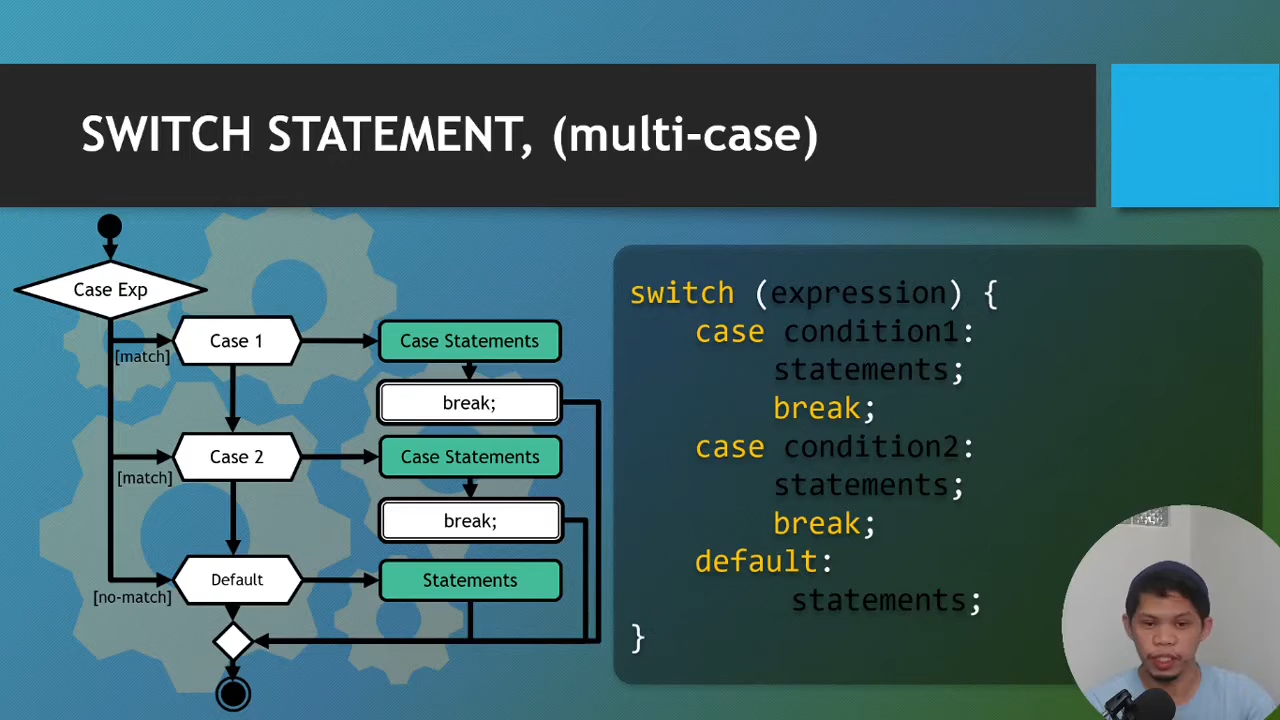 SWITCH STATEMENT, (multi-case)
Case Exp
Case 1
Case Statements
[match]
break;
Case 2
Case Statements
[match]
break;
Default
Statements
[no-match]
switch (expression) {
case condition1:
statements;
break;
case condition2:
statements;
break;
default:
statements;
}